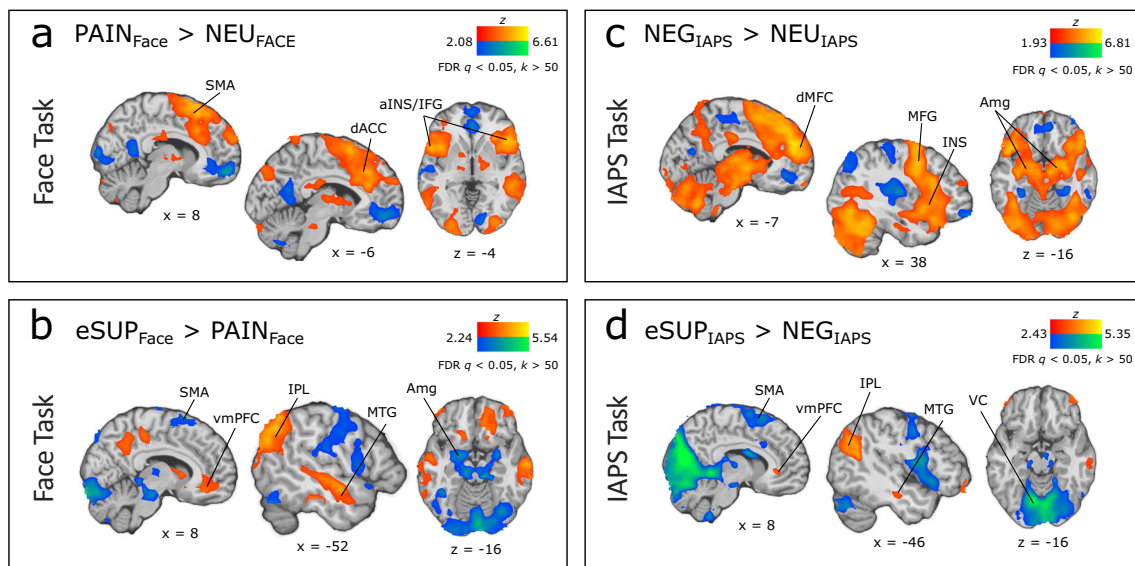 a PAIN_Face > NEU_FACE
z
2.08 6.61
FDR q < 0.05, k > 50
Face Task
SMA
dACC
aINS/IFG
x = 8
x = -6
z = -4
c NEG_IAPS > NEU_IAPS
z
1.93 6.81
FDR q < 0.05, k > 50
IAPS Task
dMFC
MFG
INS
Amg
x = -7
x = 38
z = -16
b eSUP_Face > PAIN_Face
z
2.24 5.54
FDR q < 0.05, k > 50
Face Task
SMA
vmPFC
IPL
MTG
Amg
x = 8
x = -52
z = -16
d eSUP_IAPS > NEG_IAPS
z
2.43 5.35
FDR q < 0.05, k > 50
IAPS Task
SMA
vmPFC
IPL
MTG
VC
x = 8
x = -46
z = -16